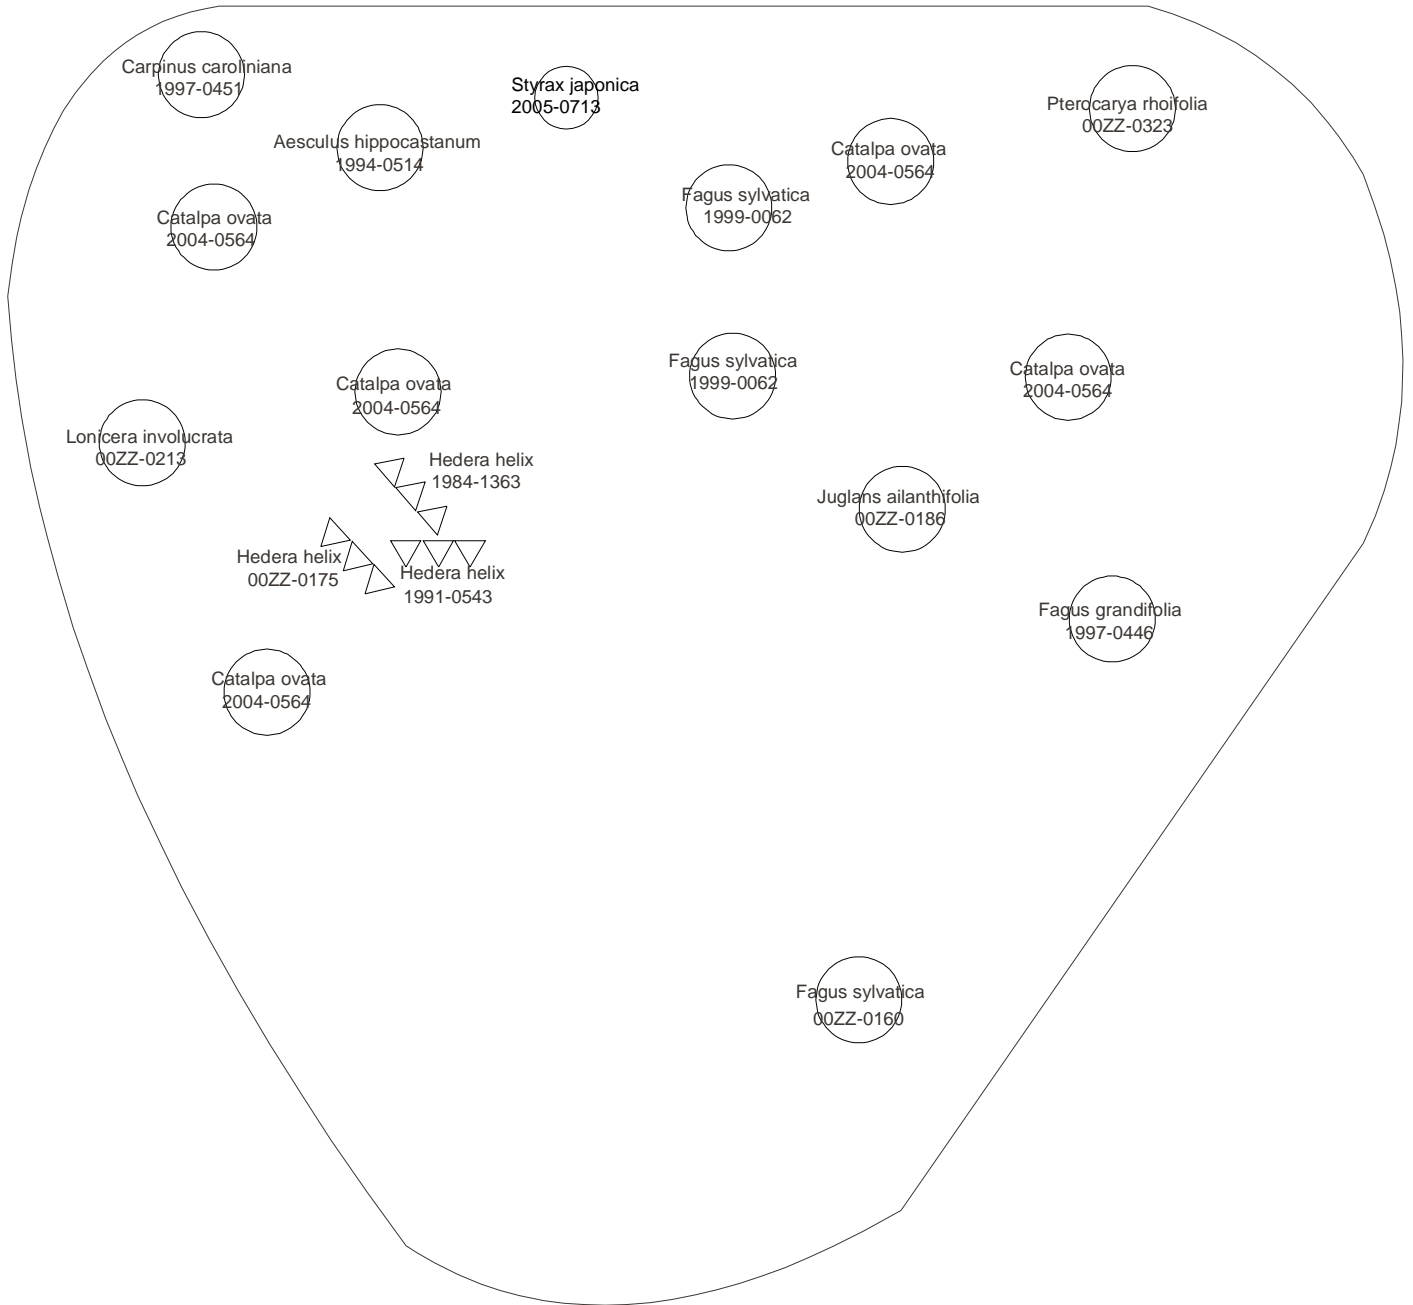 Carpinus caroliniana
1997-0451
Styrax japonica
2005-0713
Pterocarya rhoifolia
00ZZ-0323
Aesculus hippocastanum
1994-0514
Catalpa ovata
2004-0564
Fagus sylvatica
1999-0062
Catalpa ovata
2004-0564
Fagus sylvatica
1999-0062
Catalpa ovata
2004-0564
Catalpa ovata
2004-0564
Lonicera involucrata
00ZZ-0213
Hedera helix
1984-1363
Juglans ailanthifolia
00ZZ-0186
Hedera helix
00ZZ-0175
Hedera helix
1991-0543
Fagus grandifolia
1997-0446
Catalpa ovata
2004-0564
Fagus sylvatica
00ZZ-0160